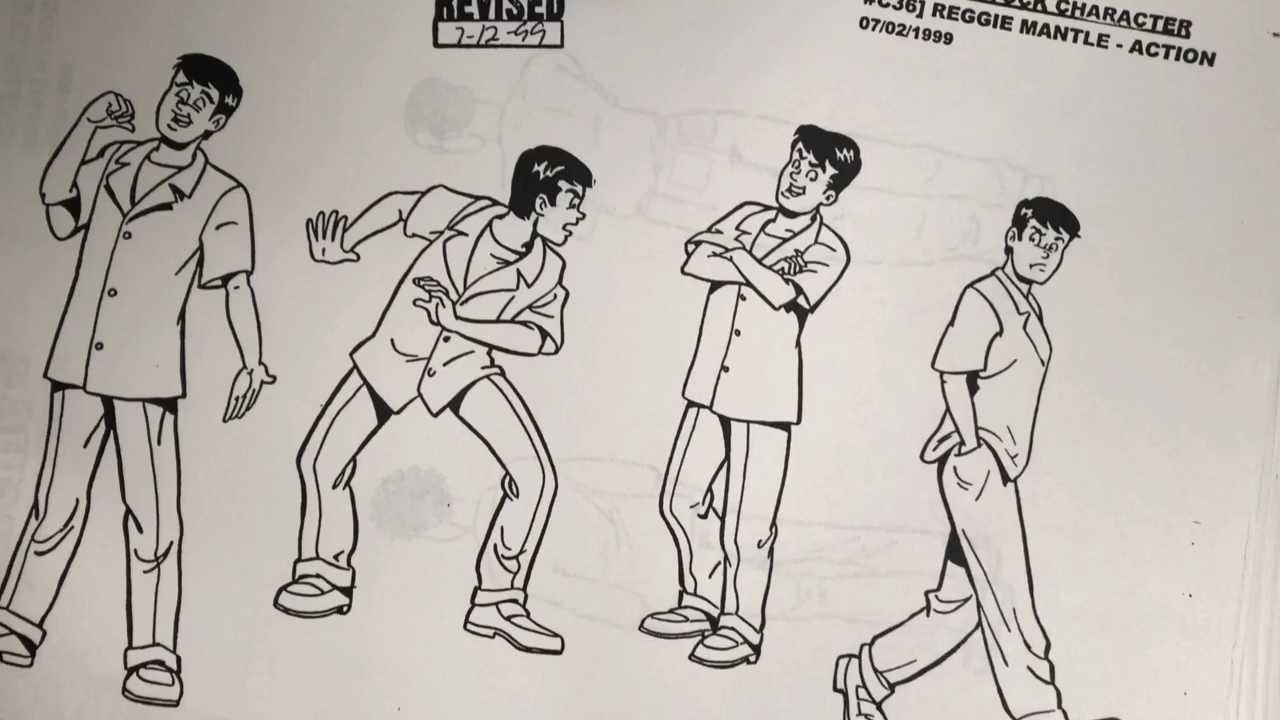 REVISED
7-12-99
CHARACTER
#C36] REGGIE MANTLE - ACTION
07/02/1999